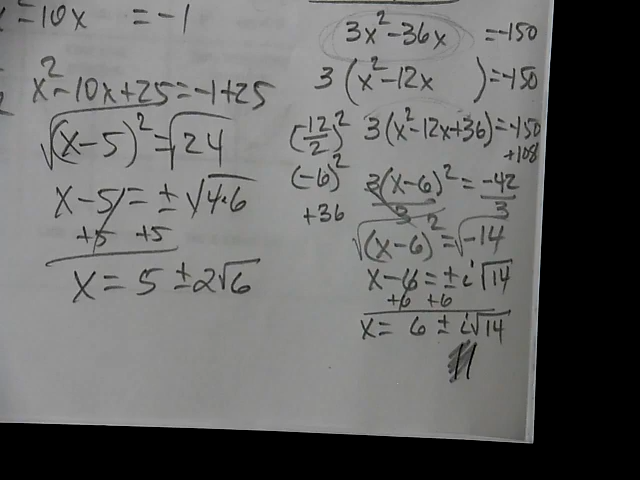 x²-10x = -1
x²-10x+25=-1+25
√(x-5)² = √24
x-5 = ±√4·6
+5 +5
x = 5 ±2√6
3x²-36x =-150
3(x²-12x )=-150
(-12/2)² 3(x²-12x+36)=-150
+108
(-6)² 3(x-6)² = -42
+36 3 3
√(x-6)² = √-14
x-6 = ±i√14
+6 +6
x = 6 ± i√14